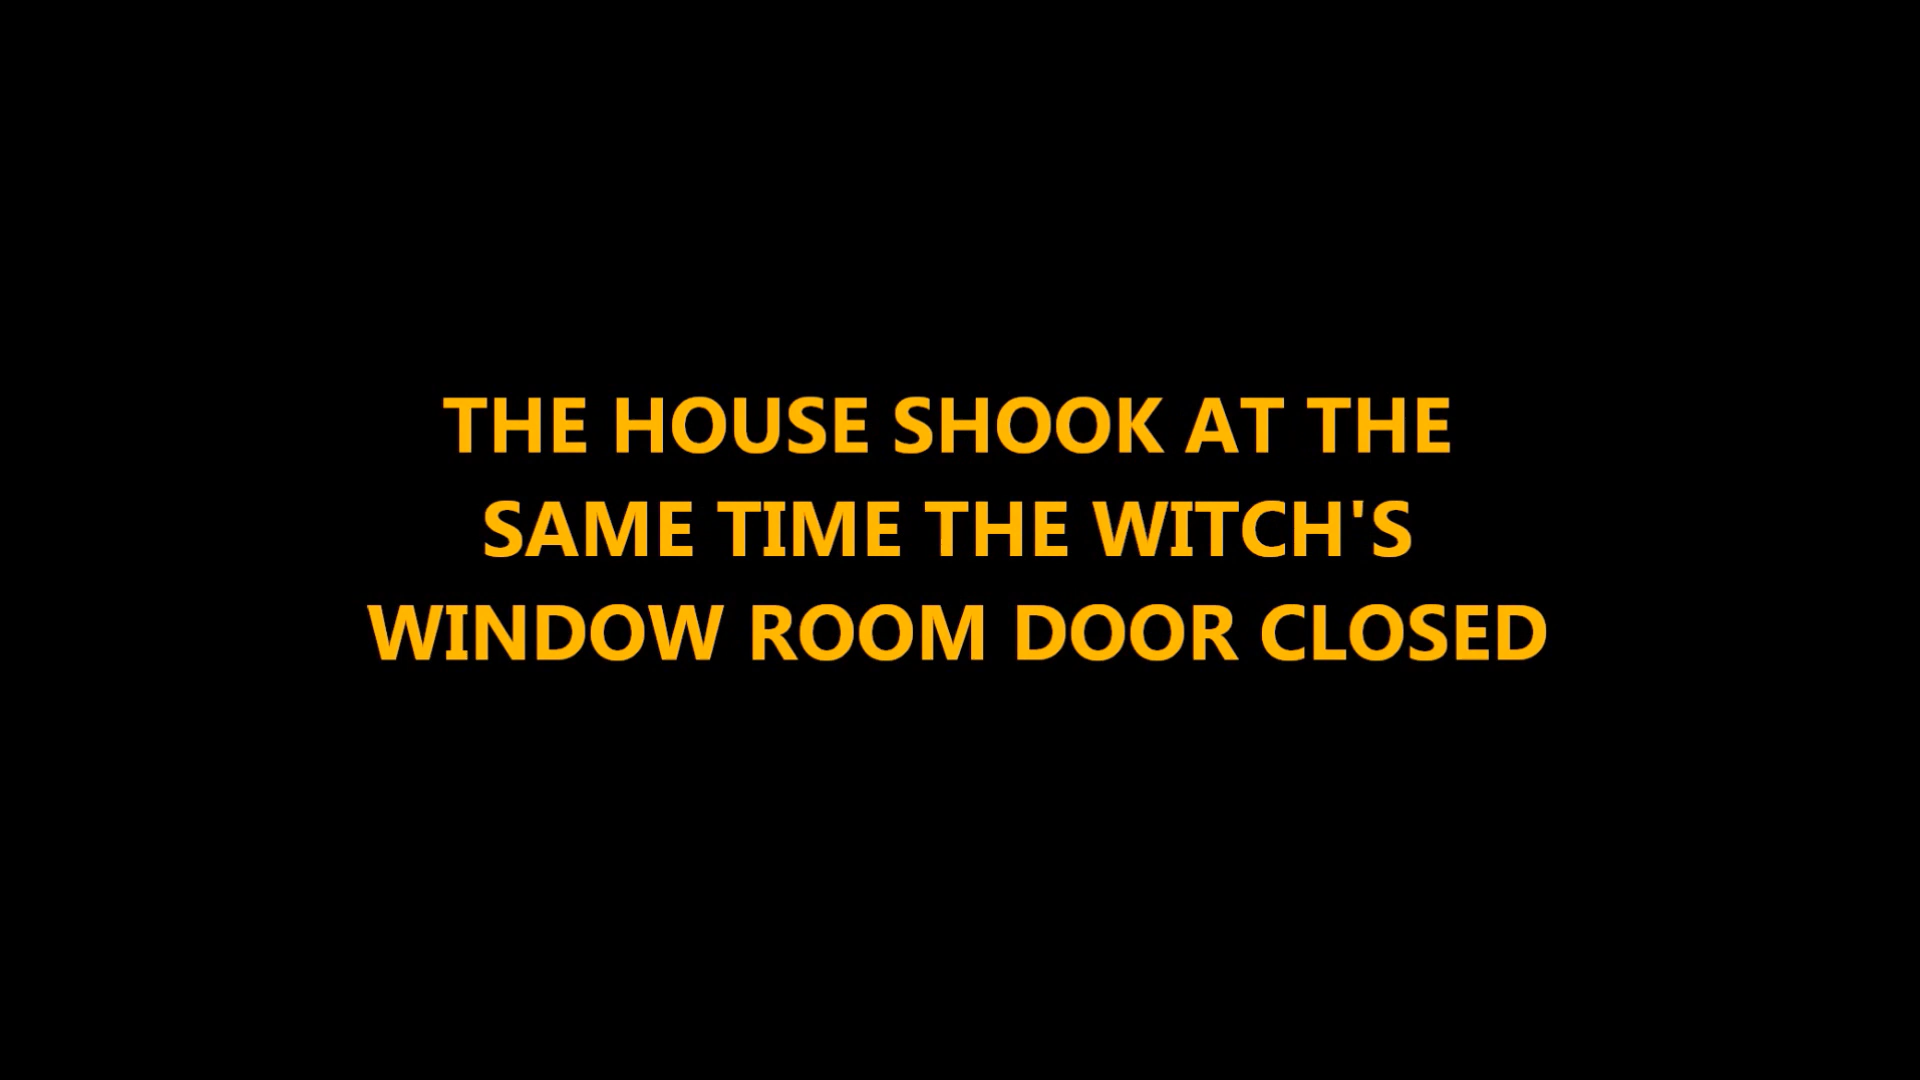 THE HOUSE SHOOK AT THE
SAME TIME THE WITCH'S
WINDOW ROOM DOOR CLOSED